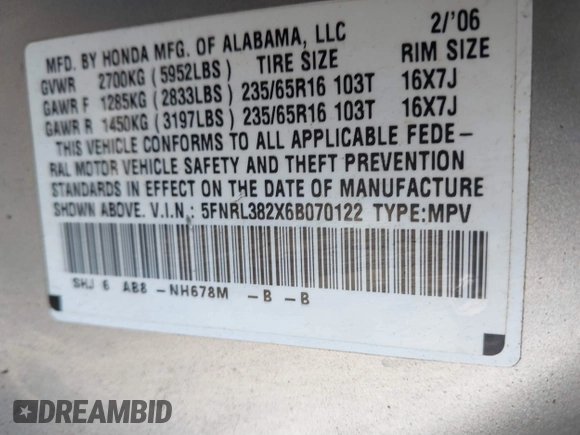 MFD. BY HONDA MFG. OF ALABAMA, LLC 2/'06
GVWR 2700KG (5952LBS) TIRE SIZE RIM SIZE
GAWR F 1285KG (2833LBS) 235/65R16 103T 16X7J
GAWR R 1450KG (3197LBS) 235/65R16 103T 16X7J
THIS VEHICLE CONFORMS TO ALL APPLICABLE FEDE-
RAL MOTOR VEHICLE SAFETY AND THEFT PREVENTION
STANDARDS IN EFFECT ON THE DATE OF MANUFACTURE
SHOWN ABOVE. V.I.N.: 5FNRL382X6B070122 TYPE:MPV
SHJ 6 AB8 -NH678M -B -B
DREAMBID